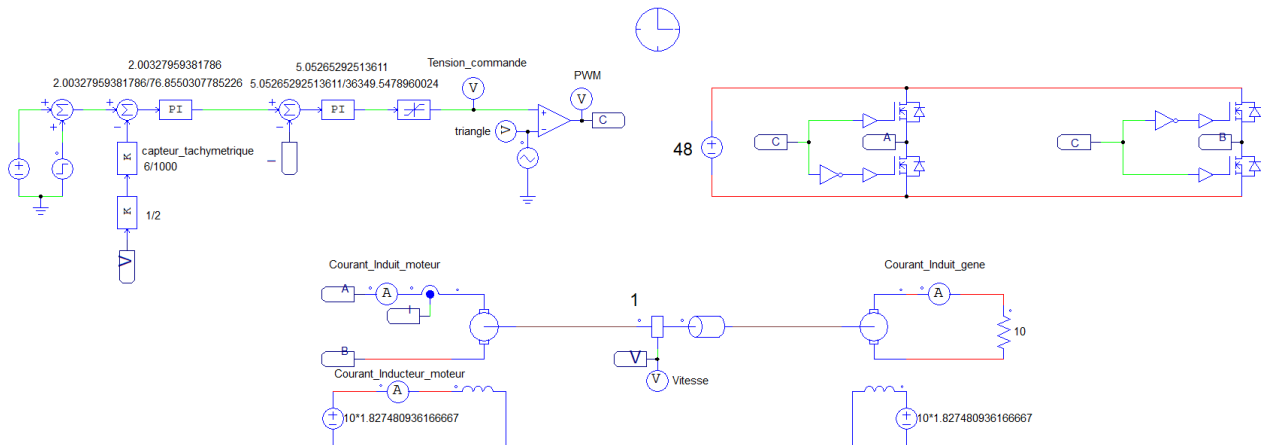 2.00327959381786
2.00327959381786/76.8550307785226
5.05265292513611
5.05265292513611/36349.5478960024
Tension_commande
PWM
+
+
+
-
PI
+
-
PI
V
V
+
-
C
triangle
V
K
capteur_tachymetrique
6/1000
K
1/2
V
I
48
C
A
C
B
Courant_Induit_moteur
A
A
I
B
1
V
V
Vitesse
Courant_Induit_gene
A
10
Courant_Inducteur_moteur
A
10*1.827480936166667
10*1.827480936166667